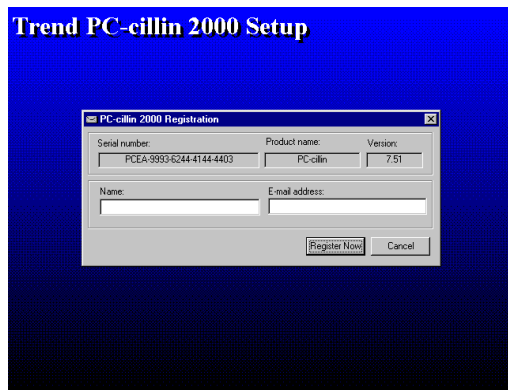 Trend PC-cillin 2000 Setup
PC-cillin 2000 Registration
Serial number: Product name: Version:
PCEA-9993-6244-4144-4403 PC-cillin 7.51
Name: E-mail address:
Register Now Cancel